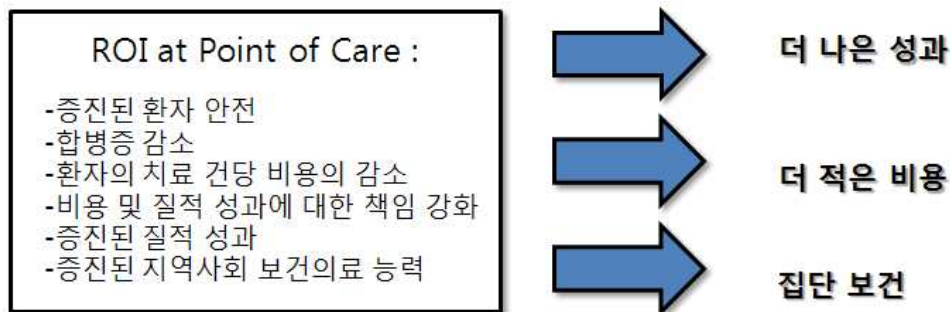 ROI at Point of Care :
-증진된 환자 안전
-합병증 감소
-환자의 치료 건당 비용의 감소
-비용 및 질적 성과에 대한 책임 강화
-증진된 질적 성과
-증진된 지역사회 보건의료 능력
더 나은 성과
더 적은 비용
집단 보건